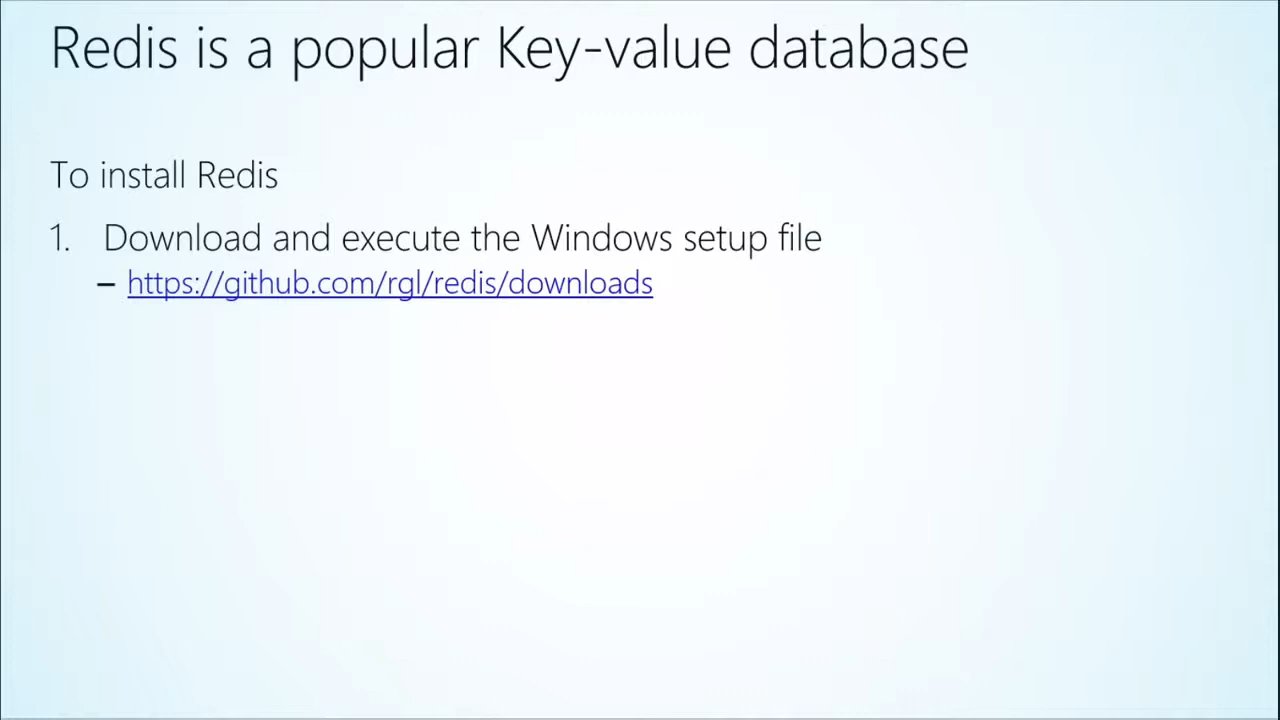 Redis is a popular Key-value database
To install Redis
1. Download and execute the Windows setup file
– https://github.com/rgl/redis/downloads